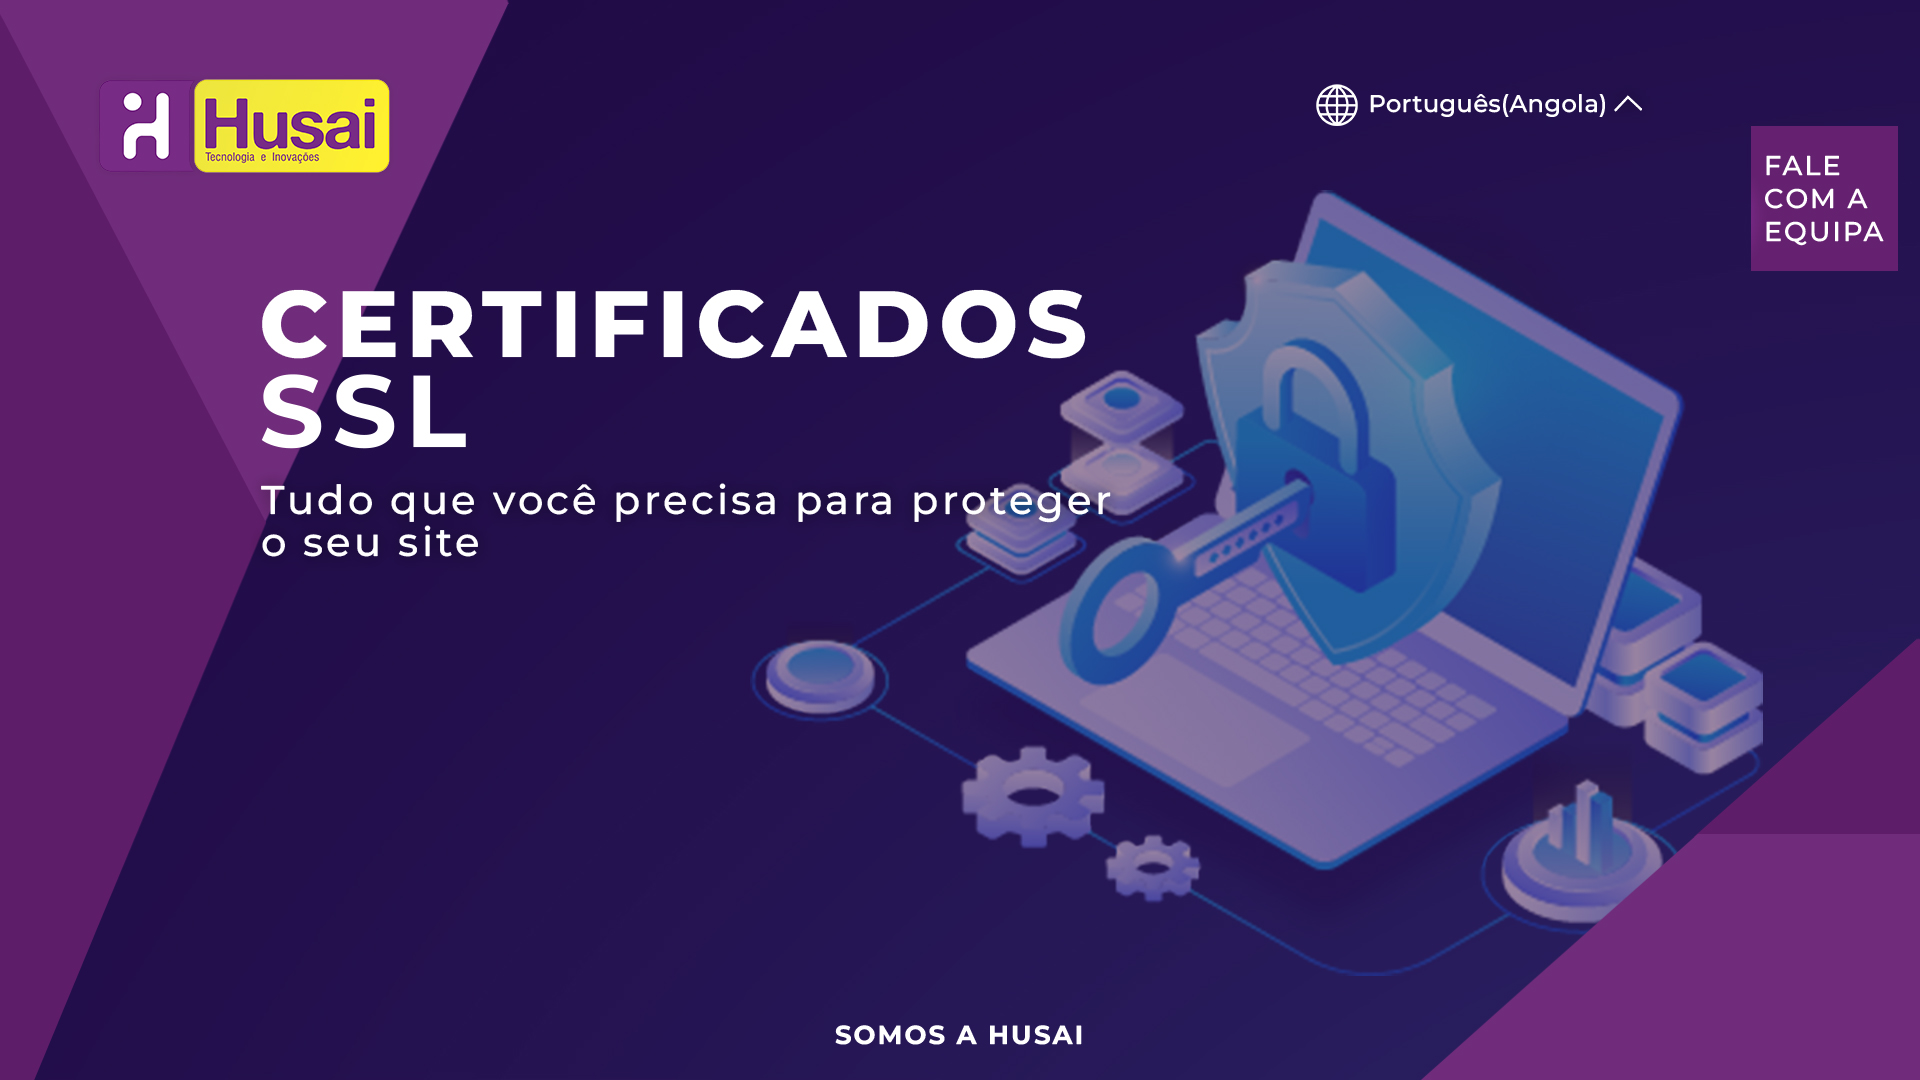 Husai
Tecnologia e Inovações
Português(Angola)
FALE
COM A
EQUIPA
CERTIFICADOS
SSL
Tudo que você precisa para proteger
o seu site
SOMOS A HUSAI